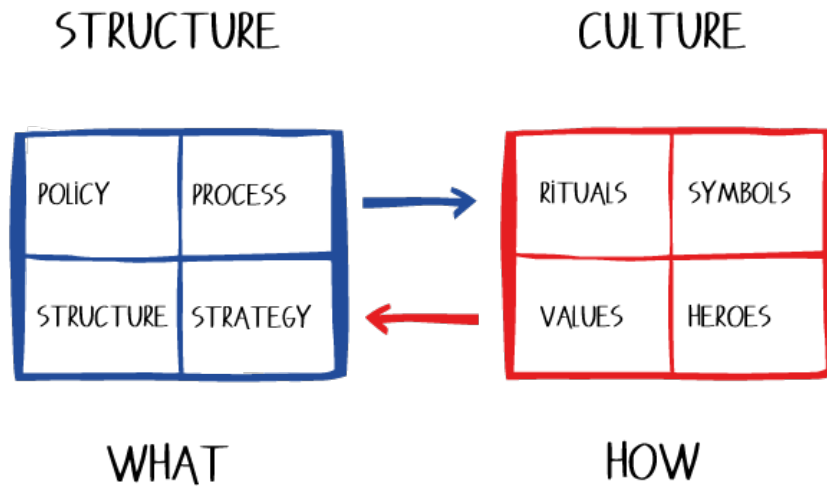 STRUCTURE
CULTURE
POLICY
PROCESS
RITUALS
SYMBOLS
STRUCTURE
STRATEGY
VALUES
HEROES
WHAT
HOW